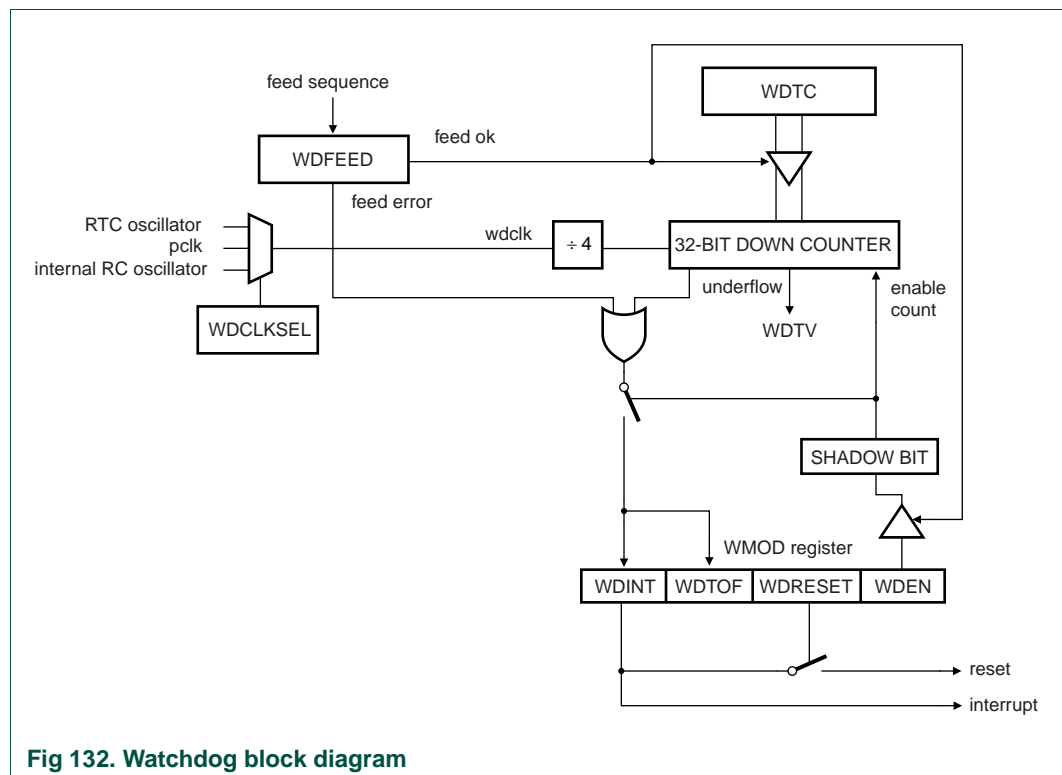 feed sequence
WDTC
feed ok
WDFEED
feed error
RTC oscillator
pclk
internal RC oscillator
wdclk
÷ 4
32-BIT DOWN COUNTER
underflow
enable
count
WDCLKSEL
WDTV
SHADOW BIT
WMOD register
WDINT
WDTOF
WDRESET
WDEN
reset
interrupt
Fig 132. Watchdog block diagram